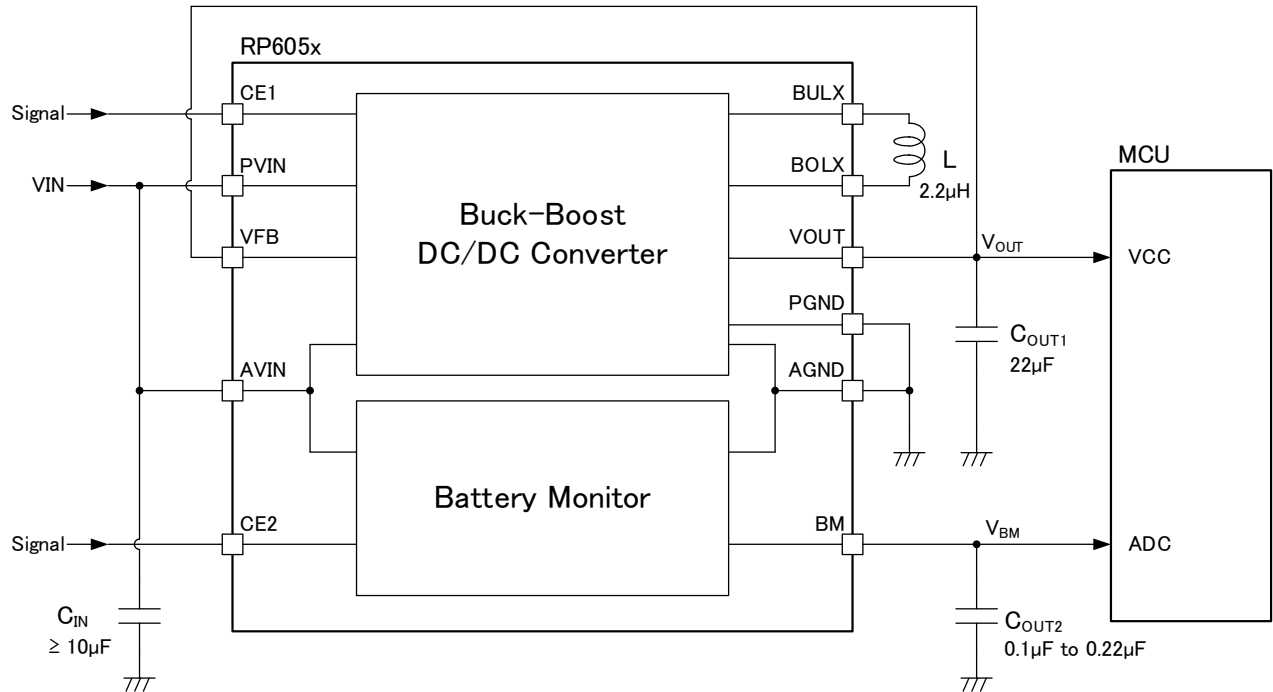 RP605x
Signal
CE1
BULX
VIN
PVIN
BOLX
L
2.2μH
MCU
Buck-Boost
DC/DC Converter
VFB
VOUT
VOUT
VCC
PGND
COUT1
22μF
AVIN
AGND
Battery Monitor
Signal
CE2
BM
VBM
ADC
CIN
≥ 10μF
COUT2
0.1μF to 0.22μF